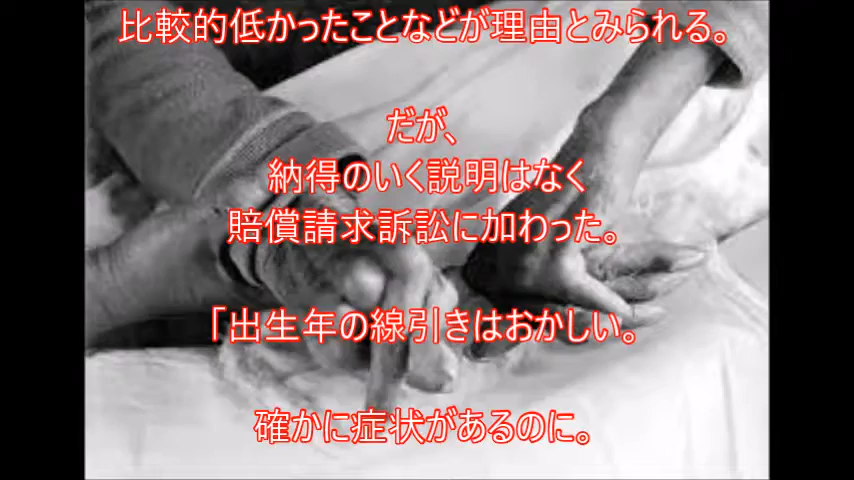 比較的低かったことなどが理由とみられる。
だが、
納得のいく説明はなく
賠償請求訴訟に加わった。
「出生年の線引きはおかしい。
確かに症状があるのに。